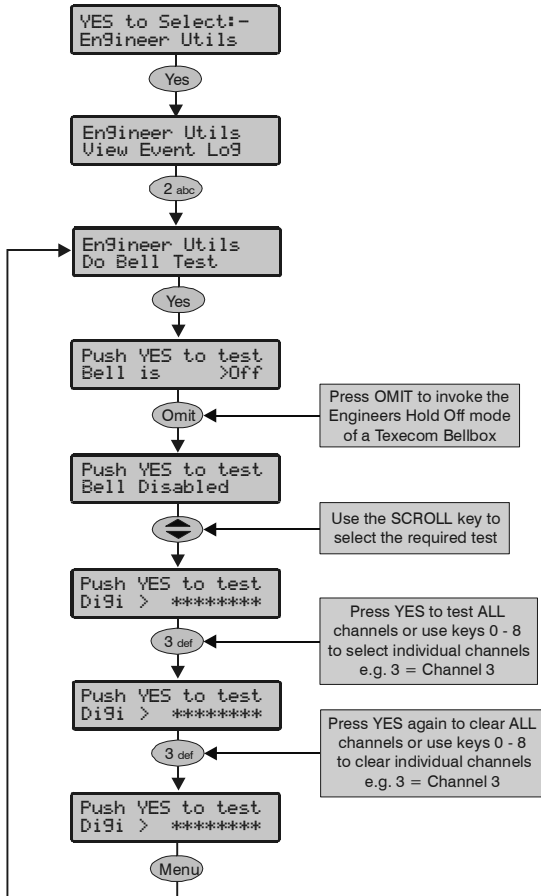 YES to Select:-
Engineer Utils
Yes
Engineer Utils
View Event Log
2 abc
Engineer Utils
Do Bell Test
Yes
Push YES to test
Bell is >Off
Omit
Press OMIT to invoke the
Engineers Hold Off mode
of a Texecom Bellbox
Push YES to test
Bell Disabled
Use the SCROLL key to
select the required test
Push YES to test
Digi > ********
3 def
Press YES to test ALL
channels or use keys 0 - 8
to select individual channels
e.g. 3 = Channel 3
Push YES to test
Digi > ********
3 def
Press YES again to clear ALL
channels or use keys 0 - 8
to clear individual channels
e.g. 3 = Channel 3
Push YES to test
Digi > ********
Menu